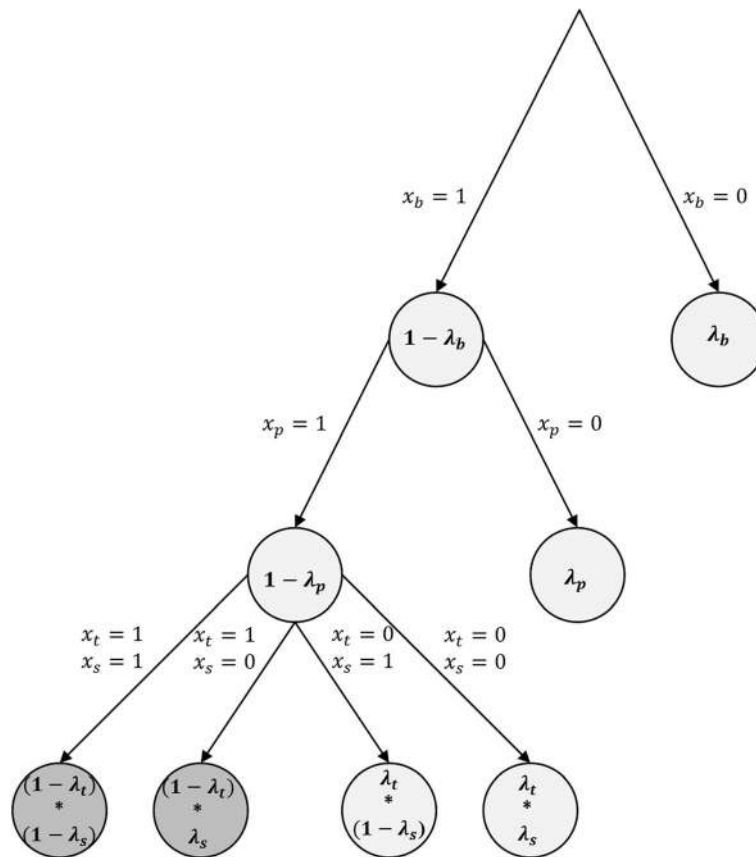 x_b = 1
x_b = 0
1 − λ_b
λ_b
x_p = 1
x_p = 0
1 − λ_p
λ_p
x_t = 1
x_s = 1
x_t = 1
x_s = 0
x_t = 0
x_s = 1
x_t = 0
x_s = 0
(1 − λ_t)
*
(1 − λ_s)
(1 − λ_t)
*
λ_s
λ_t
*
(1 − λ_s)
λ_t
*
λ_s